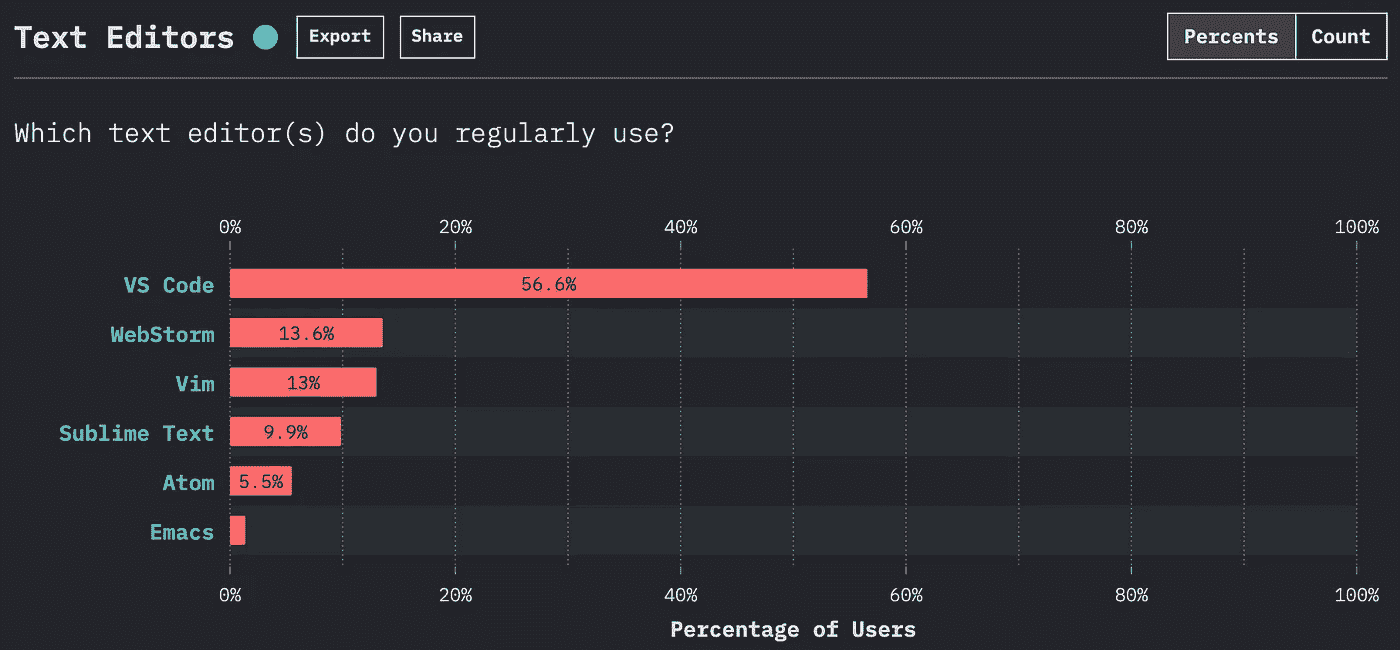 Text Editors Export Share Percents Count
Which text editor(s) do you regularly use?
0% 20% 40% 60% 80% 100%
VS Code 56.6%
WebStorm 13.6%
Vim 13%
Sublime Text 9.9%
Atom 5.5%
Emacs
0% 20% 40% 60% 80% 100%
Percentage of Users